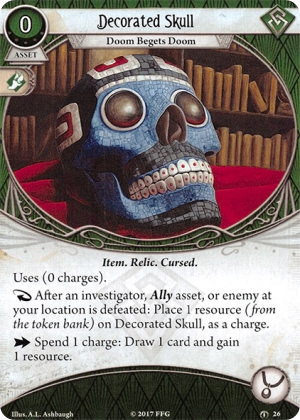 0
Decorated Skull
ASSET
Doom Begets Doom
Item. Relic. Cursed.
Uses (0 charges).
After an investigator, Ally asset, or enemy at
your location is defeated: Place 1 resource (from
the token bank) on Decorated Skull, as a charge.
Spend 1 charge: Draw 1 card and gain
1 resource.
Illus. A.L. Ashbaugh
© 2017 FFG
26